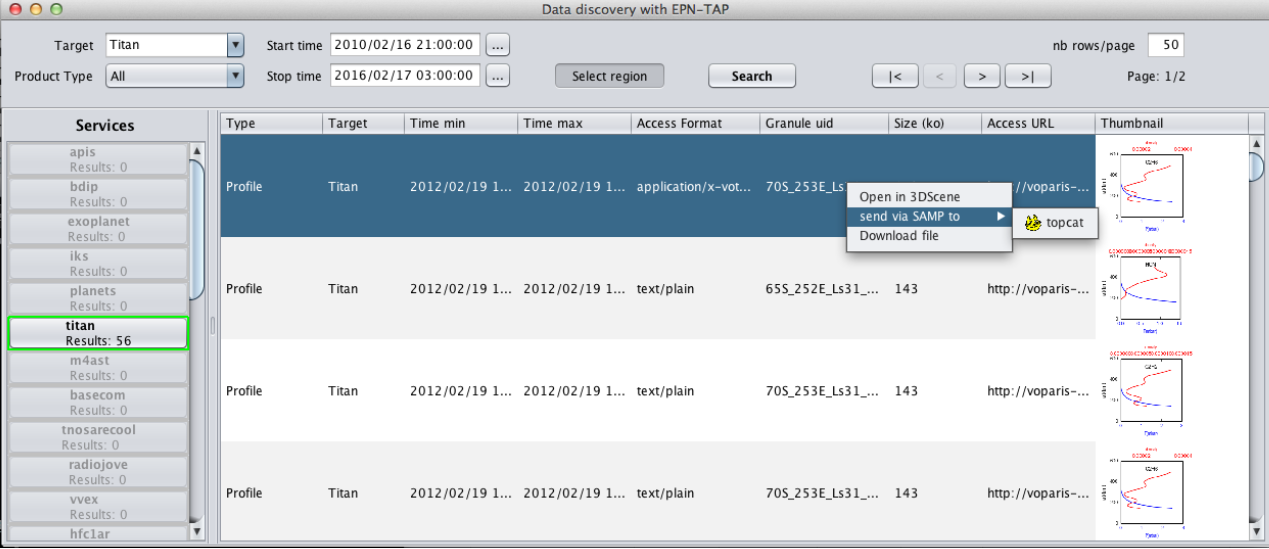 Data discovery with EPN-TAP
Target Titan Start time 2010/02/16 21:00:00 ... nb rows/page 50
Product Type All Stop time 2016/02/17 03:00:00 ... Select region Search |< < > >| Page: 1/2
Services
apis
Results: 0
bdip
Results: 0
exoplanet
Results: 0
iks
Results: 0
planets
Results: 0
titan
Results: 56
m4ast
Results: 0
basecom
Results: 0
tnosarecool
Results: 0
radiojove
Results: 0
vvex
Results: 0
hfc1ar
Type Target Time min Time max Access Format Granule uid Size (ko) Access URL Thumbnail
Profile Titan 2012/02/19 1... 2012/02/19 1... application/x-vot... 70S_253E_Ls31_... //voparis-...
Open in 3DScene
send via SAMP to
Download file
topcat
Profile Titan 2012/02/19 1... 2012/02/19 1... text/plain 65S_252E_Ls31_... 143 http://voparis-...
Profile Titan 2012/02/19 1... 2012/02/19 1... text/plain 70S_253E_Ls31_... 143 http://voparis-...
Profile Titan 2012/02/19 1... 2012/02/19 1... text/plain 70S_253E_Ls31_... 143 http://voparis-...